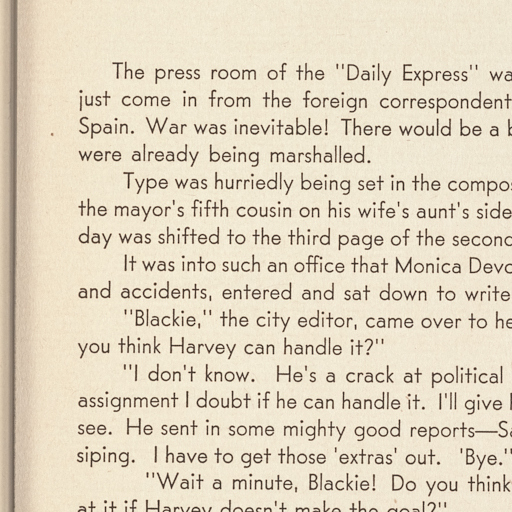 The press room of the "Daily Express" wa
just come in from the foreign correspondent
Spain. War was inevitable! There would be a b
were already being marshalled.
Type was hurriedly being set in the compos
the mayor's fifth cousin on his wife's aunt's side
day was shifted to the third page of the second
It was into such an office that Monica Devo
and accidents, entered and sat down to write
"Blackie," the city editor, came over to he
you think Harvey can handle it?"
"I don't know. He's a crack at political
assignment I doubt if he can handle it. I'll give
see. He sent in some mighty good reports—Sa
siping. I have to get those 'extras' out. 'Bye."
"Wait a minute, Blackie! Do you think
at it if Harvey doesn't make the goal?"